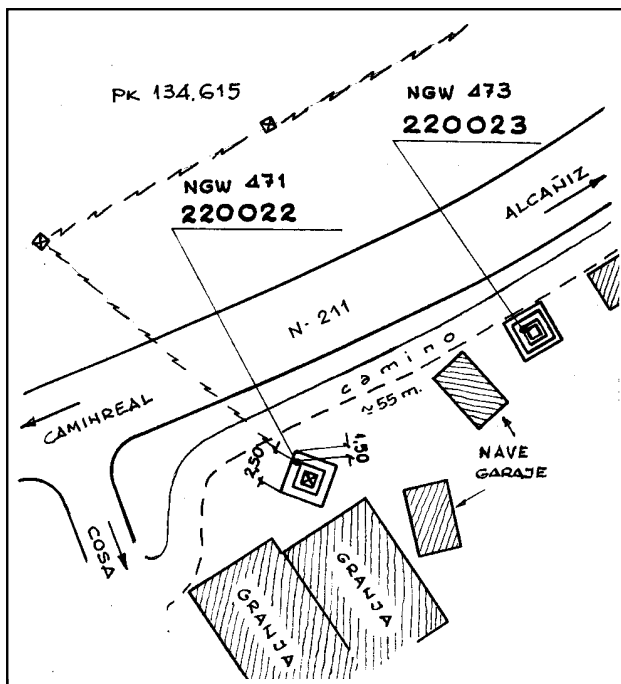 PK 134,615
NGW 473
220023
NGW 471
220022
ALCAÑIZ
N-211
camino
≈55 m.
CAMIHREAL
2,50
1,50
NAVE
GARAJE
COSA
GRANJA
GRANJA